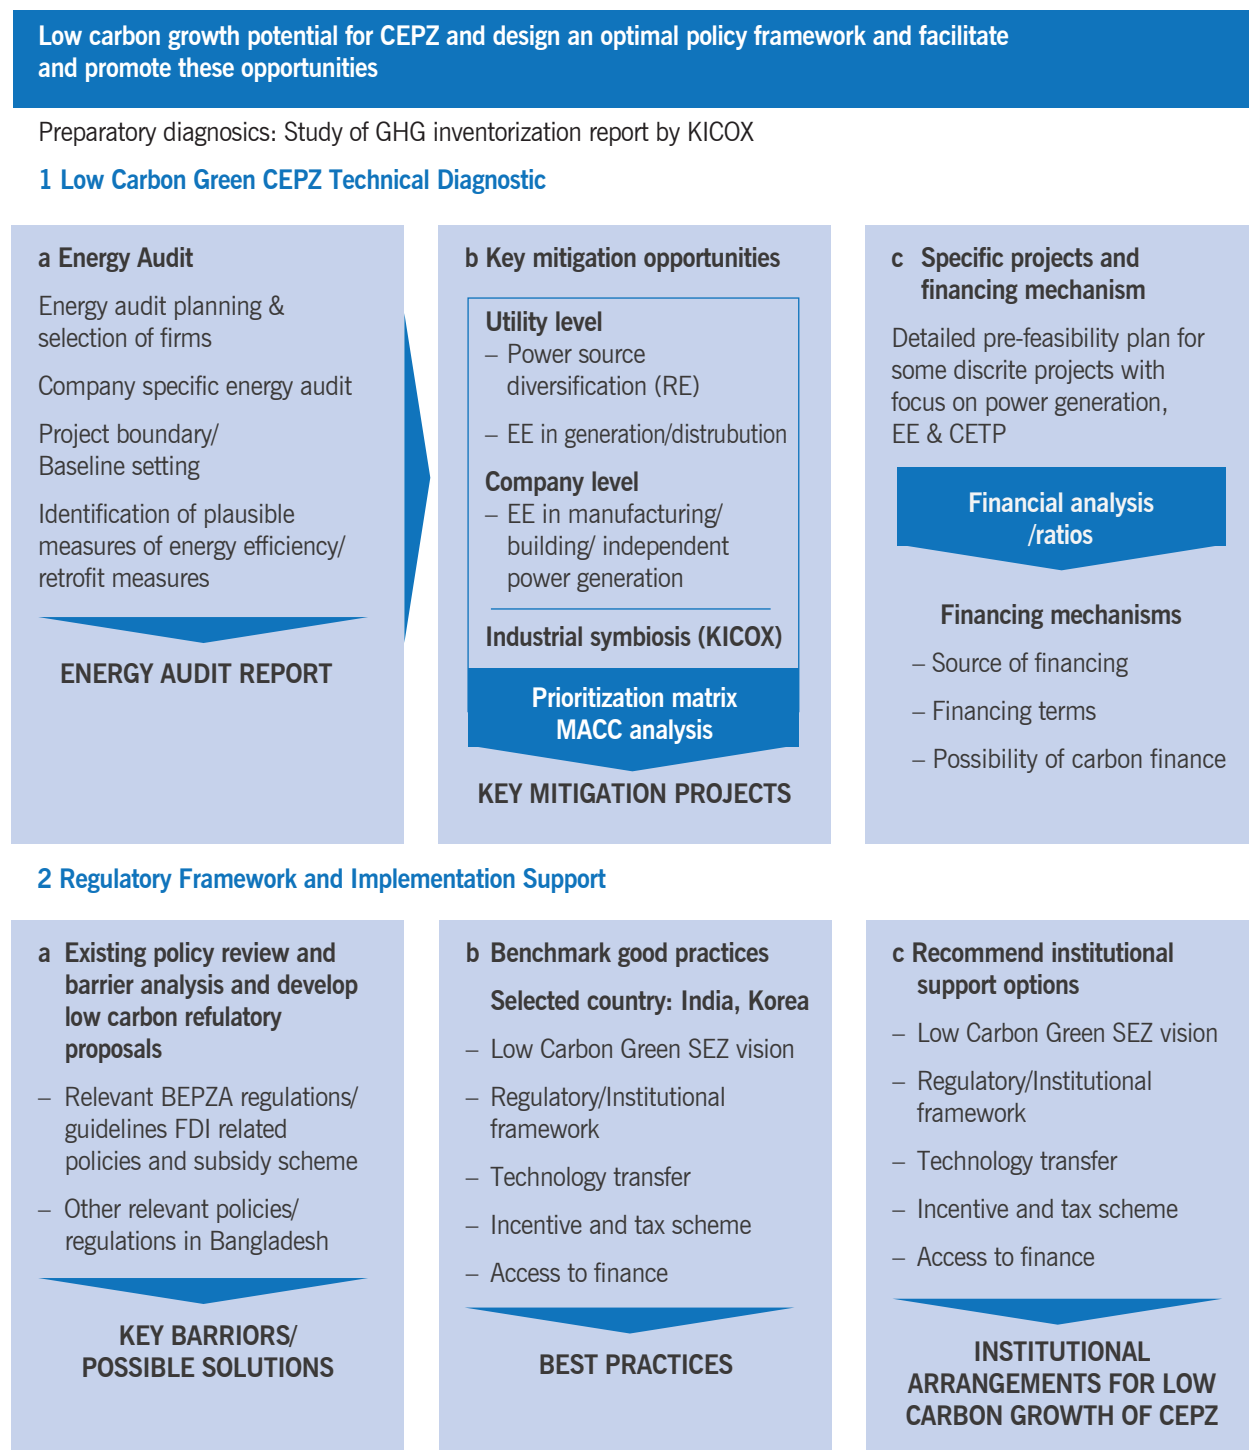 Low carbon growth potential for CEPZ and design an optimal policy framework and facilitate
and promote these opportunities
Preparatory diagnosics: Study of GHG inventorization report by KICOX
1 Low Carbon Green CEPZ Technical Diagnostic
a Energy Audit
Energy audit planning &
selection of firms
Company specific energy audit
Project boundary/
Baseline setting
Identification of plausible
measures of energy efficiency/
retrofit measures
ENERGY AUDIT REPORT
b Key mitigation opportunities
Utility level
– Power source
diversification (RE)
– EE in generation/distrubution
Company level
– EE in manufacturing/
building/ independent
power generation
Industrial symbiosis (KICOX)
Prioritization matrix
MACC analysis
KEY MITIGATION PROJECTS
c Specific projects and
financing mechanism
Detailed pre-feasibility plan for
some discrite projects with
focus on power generation,
EE & CETP
Financial analysis
/ratios
Financing mechanisms
– Source of financing
– Financing terms
– Possibility of carbon finance
2 Regulatory Framework and Implementation Support
a Existing policy review and
barrier analysis and develop
low carbon refulatory
proposals
– Relevant BEPZA regulations/
guidelines FDI related
policies and subsidy scheme
– Other relevant policies/
regulations in Bangladesh
KEY BARRIORS/
POSSIBLE SOLUTIONS
b Benchmark good practices
Selected country: India, Korea
– Low Carbon Green SEZ vision
– Regulatory/Institutional
framework
– Technology transfer
– Incentive and tax scheme
– Access to finance
BEST PRACTICES
c Recommend institutional
support options
– Low Carbon Green SEZ vision
– Regulatory/Institutional
framework
– Technology transfer
– Incentive and tax scheme
– Access to finance
INSTITUTIONAL
ARRANGEMENTS FOR LOW
CARBON GROWTH OF CEPZ